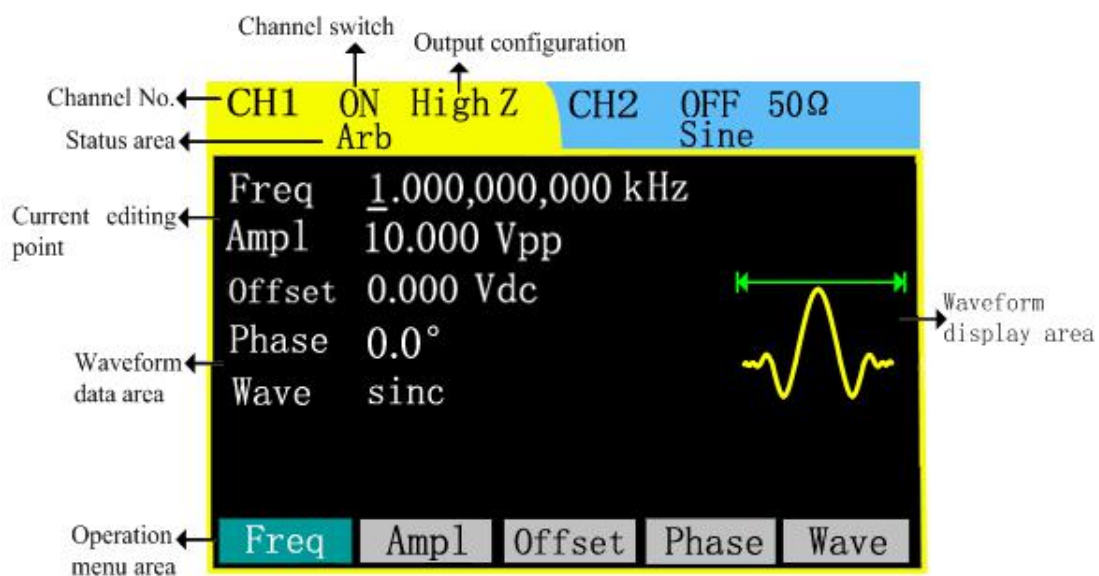 Channel switch
Output configuration
Channel No.
CH1 ON High Z
CH2 OFF 50Ω
Status area
Arb
Sine
Freq 1.000,000,000 kHz
Current editing
point
Ampl 10.000 Vpp
Offset 0.000 Vdc
Waveform
display area
Phase 0.0°
Waveform
data area
Wave sinc
Operation
menu area
Freq Ampl Offset Phase Wave